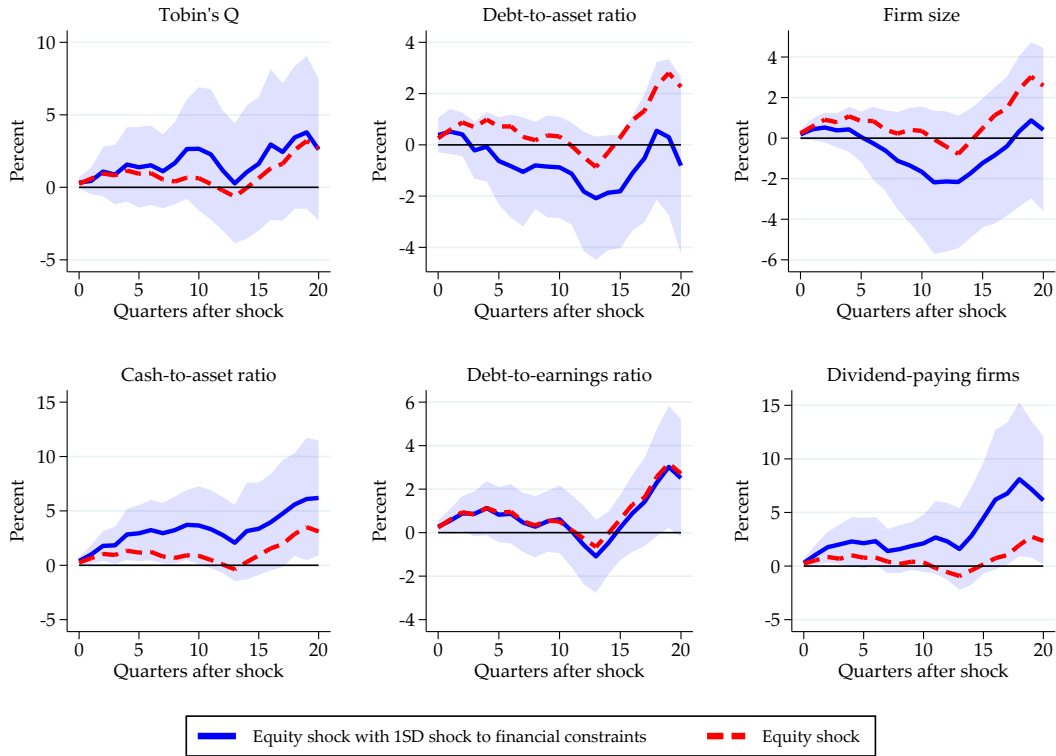 Tobin's Q
Debt-to-asset ratio
Firm size
Percent
10
5
0
-5
0 5 10 15 20
Quarters after shock
Percent
4
2
0
-2
-4
0 5 10 15 20
Quarters after shock
Percent
4
2
0
-2
-4
-6
0 5 10 15 20
Quarters after shock
Cash-to-asset ratio
Debt-to-earnings ratio
Dividend-paying firms
Percent
15
10
5
0
-5
0 5 10 15 20
Quarters after shock
Percent
6
4
2
0
-2
-4
0 5 10 15 20
Quarters after shock
Percent
15
10
5
0
-5
0 5 10 15 20
Quarters after shock
Equity shock with 1SD shock to financial constraints
Equity shock